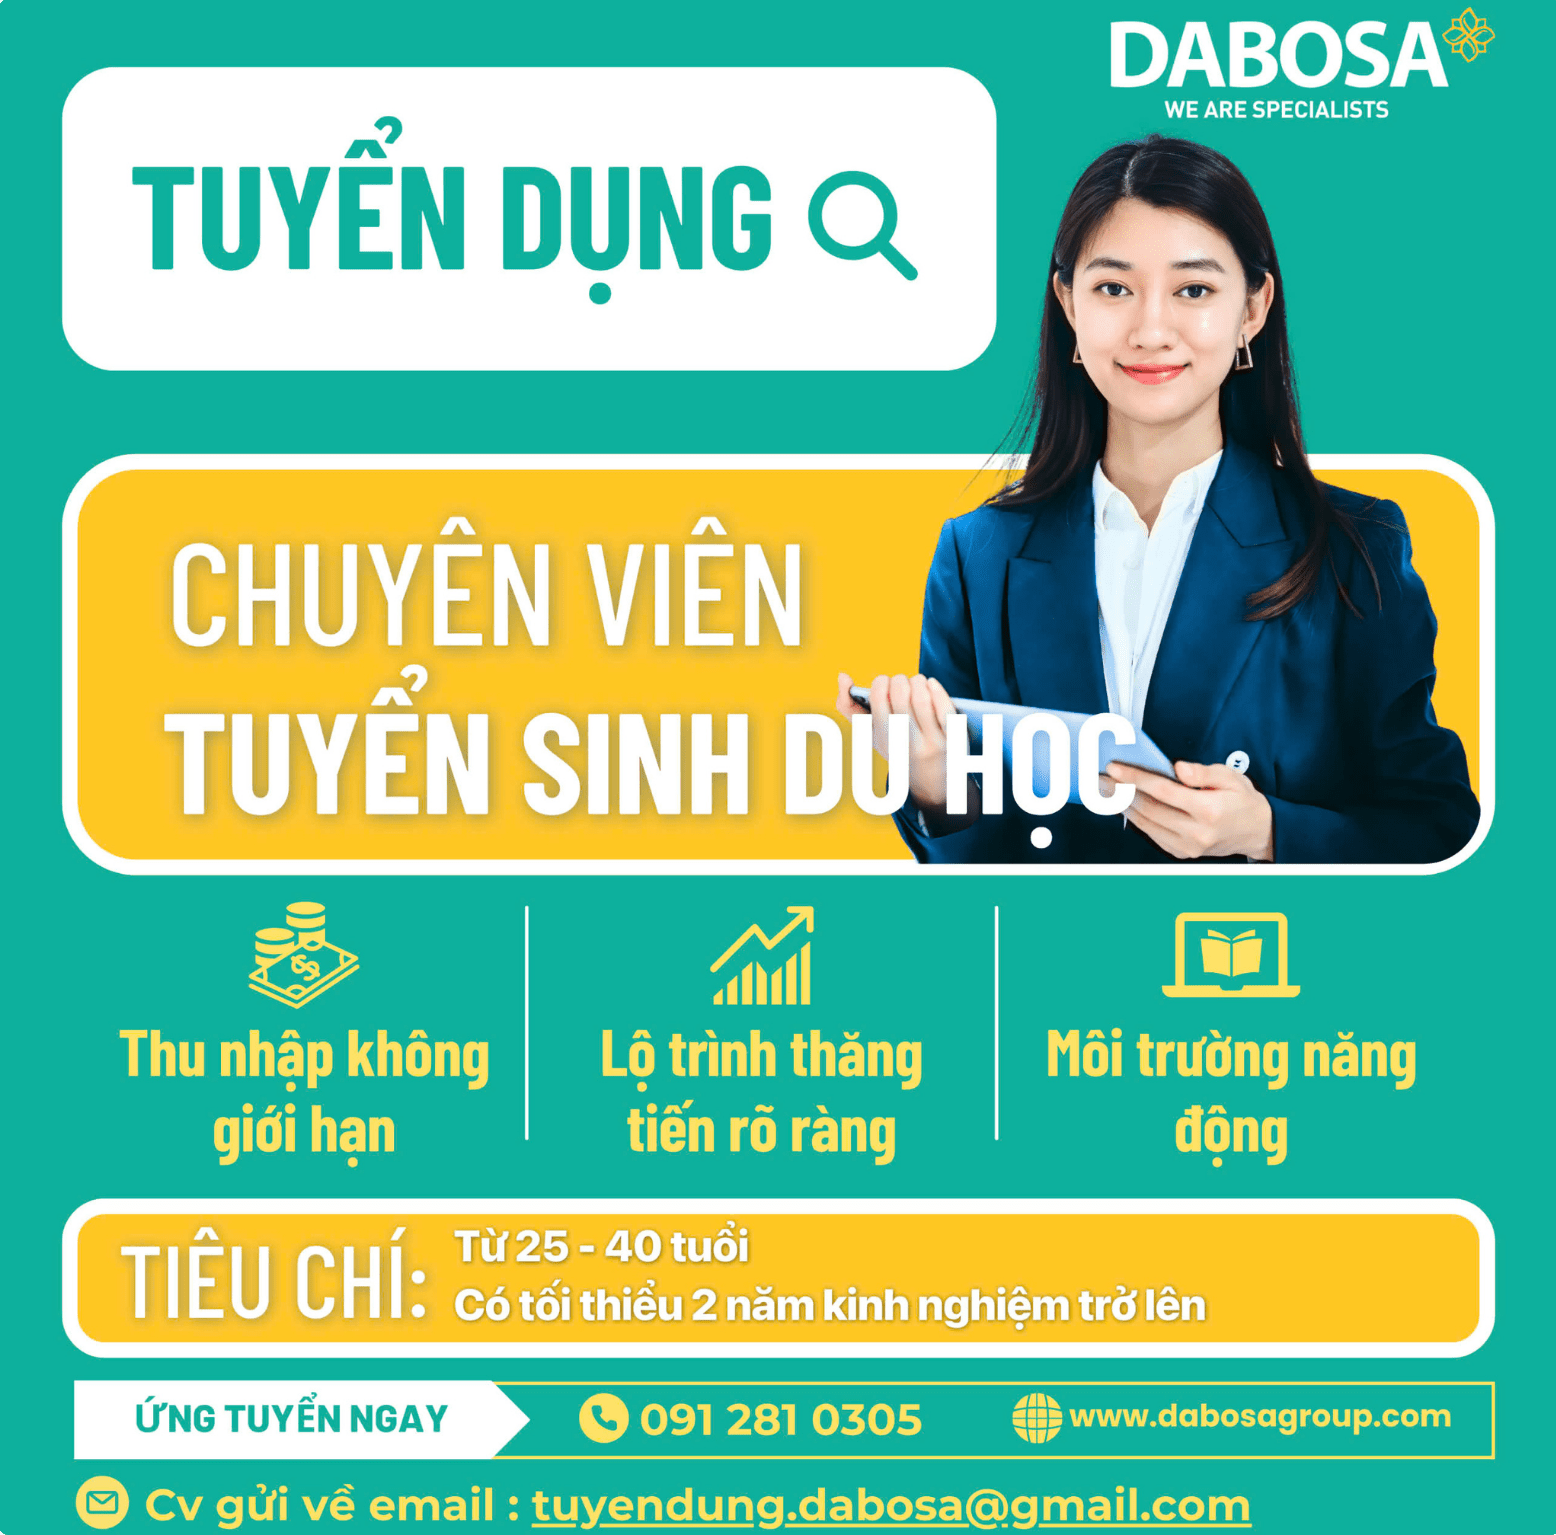 DABOSA
WE ARE SPECIALISTS
TUYỂN DỤNG
CHUYÊN VIÊN
TUYỂN SINH DU HỌC
Thu nhập không
giới hạn
Lộ trình thăng
tiến rõ ràng
Môi trường năng
động
TIÊU CHÍ:
Từ 25 - 40 tuổi
Có tối thiểu 2 năm kinh nghiệm trở lên
ỨNG TUYỂN NGAY
091 281 0305
www.dabosagroup.com
Cv gửi về email : tuyendung.dabosa@gmail.com